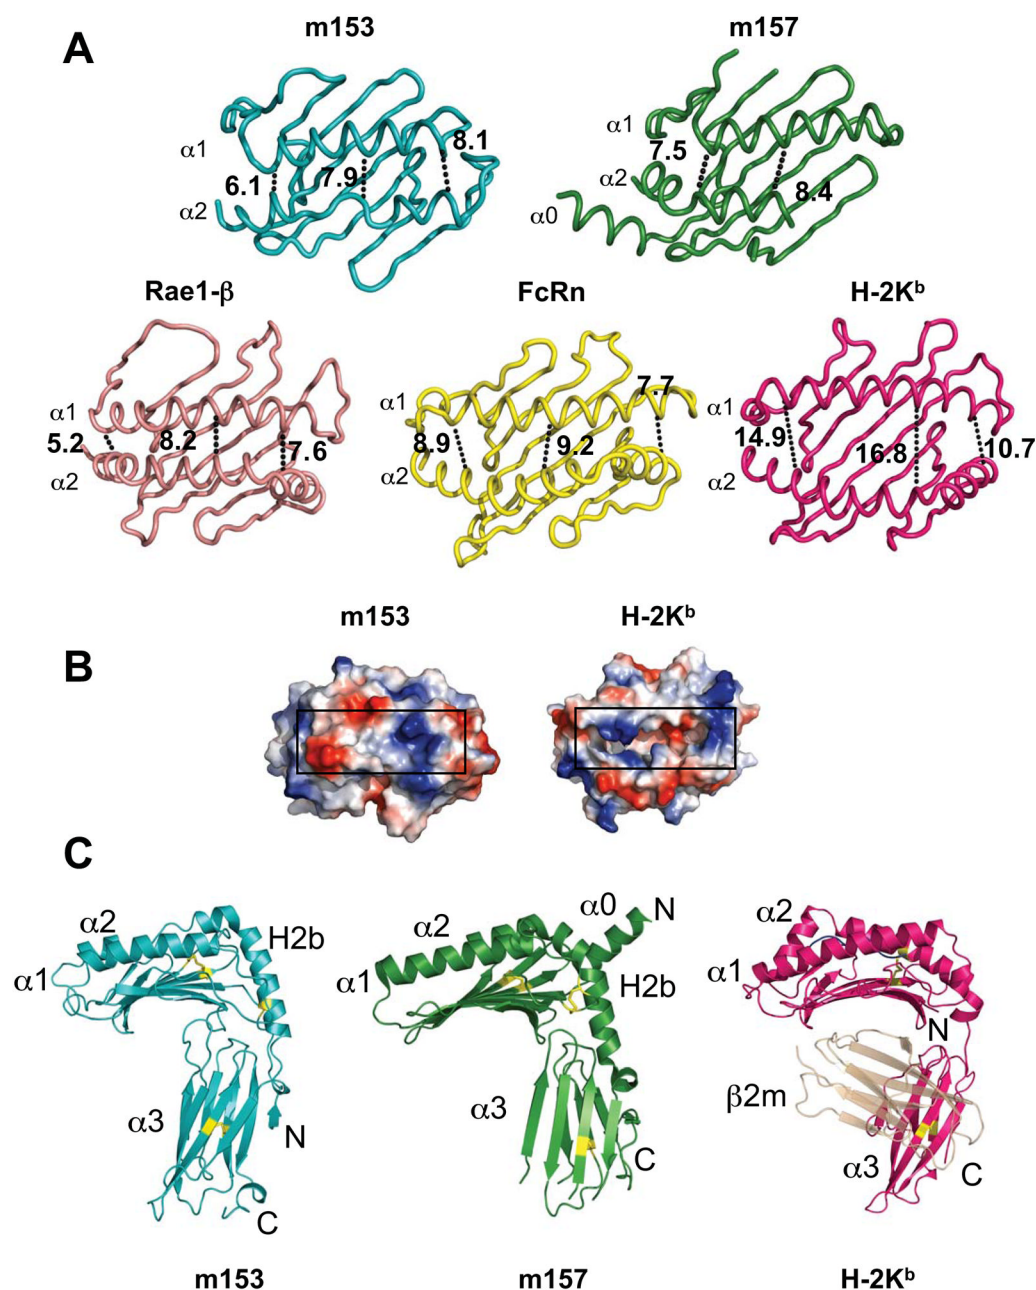 A
m153
m157
α1
8.1
7.9
6.1
α2
α1
7.5
α2
8.4
α0
Rae1-β
FcRn
H-2Kᵇ
α1
5.2
8.2
7.6
α2
α1
7.7
8.9
9.2
α2
α1
14.9
16.8
10.7
α2
m153
H-2Kᵇ
B
C
α2
H2b
α1
α3
N
C
α0
N
α2
α1
H2b
α3
C
α2
α1
N
β2m
α3
C
m153
m157
H-2Kᵇ